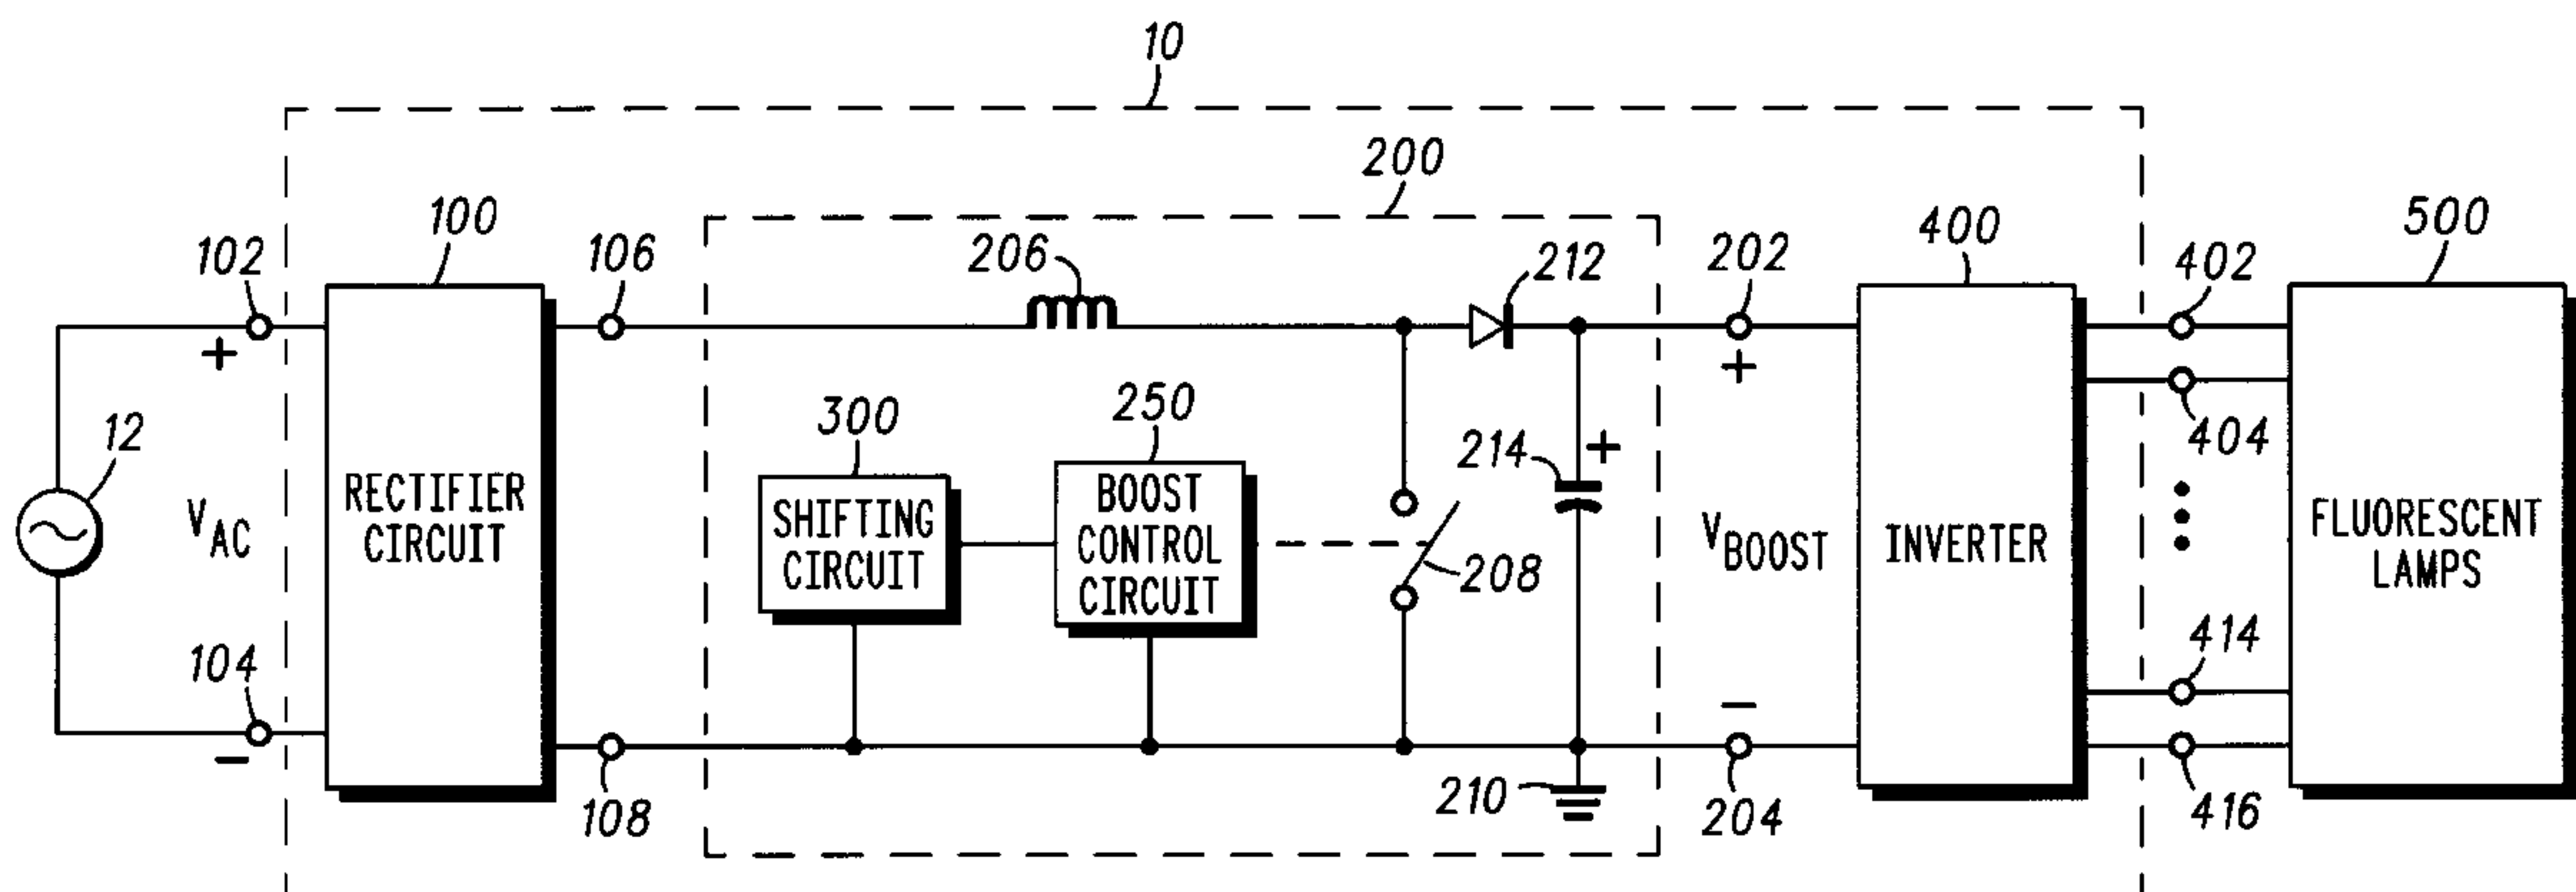 10
200
100
102
106
206
212
202
400
402
500
+
+
404
12
300
250
214
+
V_AC
RECTIFIER
CIRCUIT
SHIFTING
CIRCUIT
BOOST
CONTROL
CIRCUIT
208
V_BOOST
INVERTER
FLUORESCENT
LAMPS
104
−
108
210
−
204
414
416